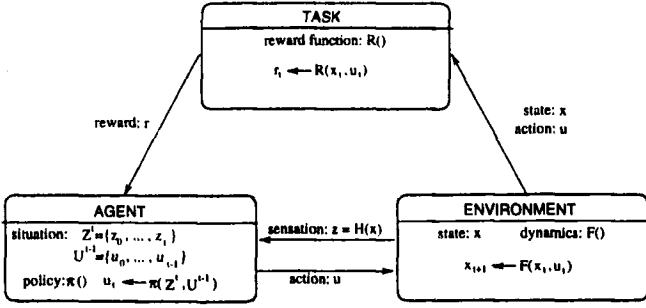 TASK
reward function: R()
r_t ← R(x_t, u_t)
reward: r
state: x
action: u
AGENT
situation: Z^t = {z_0, ..., z_t}
U^{t-1} = {u_0, ..., u_{t-1}}
policy: π() u_t ← π(Z^t, U^{t-1})
sensation: z = H(x)
action: u
ENVIRONMENT
state: x dynamics: F()
x_{t+1} ← F(x_t, u_t)